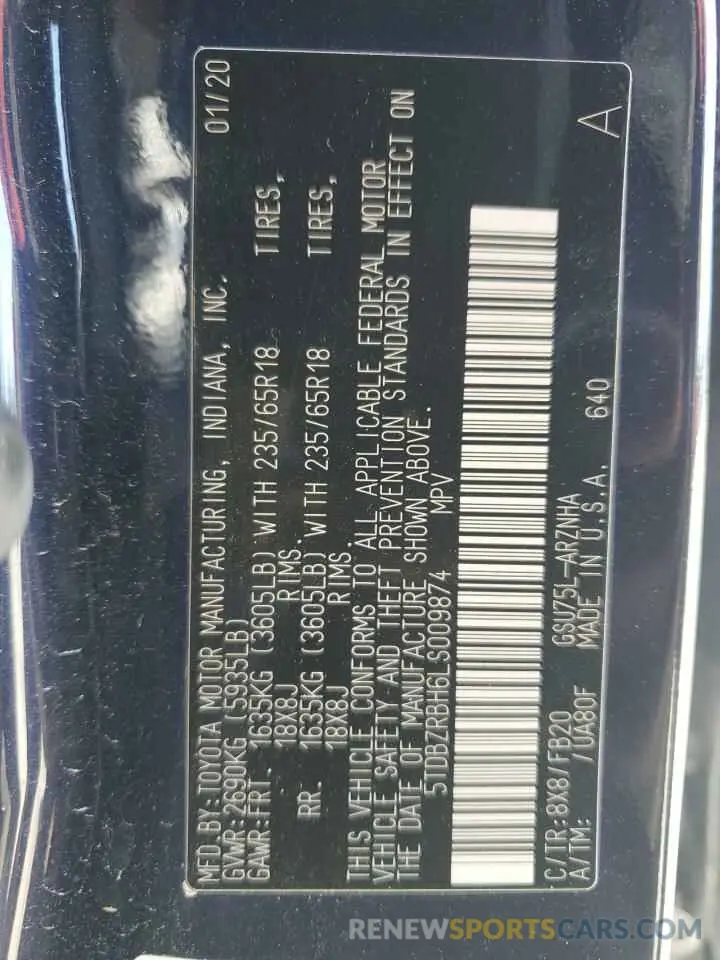 MFD.BY:TOYOTA MOTOR MANUFACTURING, INDIANA, INC. 01/20
GVWR:2690KG (5935LB)
GAWR:FRT. 1635KG (3605LB) WITH 235/65R18 TIRES,
18X8J RIMS.
RR. 1635KG (3605LB) WITH 235/65R18 TIRES,
18X8J RIMS.
THIS VEHICLE CONFORMS TO ALL APPLICABLE FEDERAL MOTOR
VEHICLE SAFETY AND THEFT PREVENTION STANDARDS IN EFFECT ON
THE DATE OF MANUFACTURE SHOWN ABOVE.
5TDBZRBH6LS009874 MPV
C/TR:8X8/FB20 GSU75L-ARZNHA
A/TM: /UA80F MADE IN U.S.A. 640 A
RENEWSPORTSCARS.COM